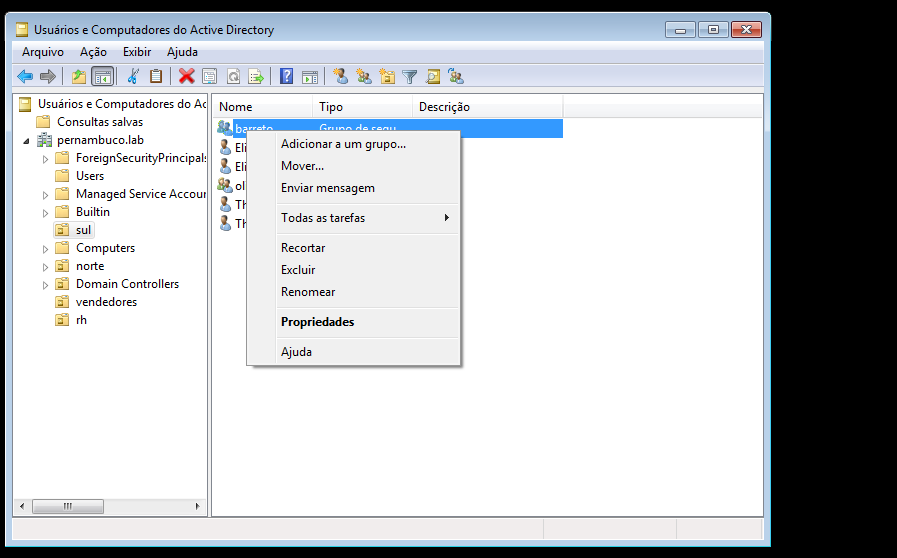 Usuários e Computadores do Active Directory
Arquivo Ação Exibir Ajuda
Usuários e Computadores do Ac
Consultas salvas
pernambuco.lab
ForeignSecurityPrincipals
Users
Managed Service Accour
Builtin
sul
Computers
norte
Domain Controllers
vendedores
rh
Nome Tipo Descrição
barreto Grupo de segu
Eli
Eli
ol
Th
Th
Adicionar a um grupo...
Mover...
Enviar mensagem
Todas as tarefas
Recortar
Excluir
Renomear
Propriedades
Ajuda